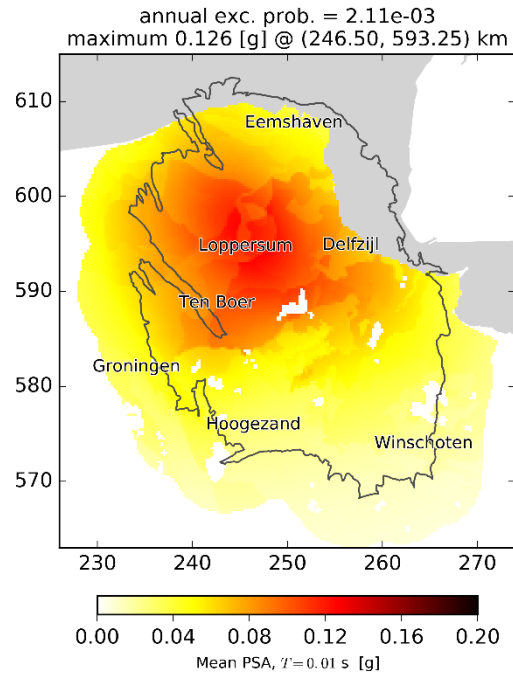 annual exc. prob. = 2.11e-03
maximum 0.126 [g] @ (246.50, 593.25) km
610
Eemshaven
600
Loppersum Delfzijl
590
Ten Boer
Groningen
580
Hoogezand
Winschoten
570
230 240 250 260 270
0.00 0.04 0.08 0.12 0.16 0.20
Mean PSA, T = 0.01 s [g]